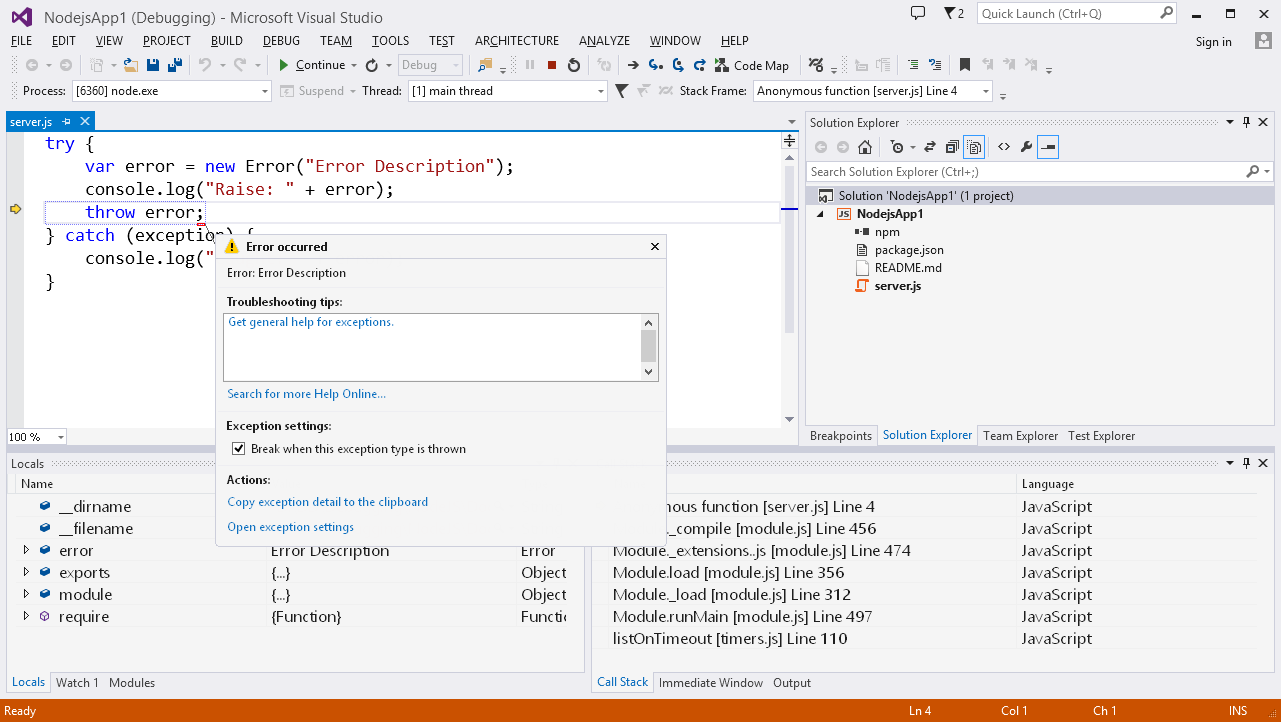 NodejsApp1 (Debugging) - Microsoft Visual Studio
2
Quick Launch (Ctrl+Q)
FILE EDIT VIEW PROJECT BUILD DEBUG TEAM TOOLS TEST ARCHITECTURE ANALYZE WINDOW HELP
Sign in
Continue Debug Code Map
Process: [6360] node.exe Suspend Thread: [1] main thread Stack Frame: Anonymous function [server.js] Line 4
server.js
try {
var error = new Error("Error Description");
console.log("Raise: " + error);
throw error;
} catch (exception) {
console.log("
}
100 %
Error occurred
Error: Error Description
Troubleshooting tips:
Get general help for exceptions.
Search for more Help Online...
Exception settings:
Break when this exception type is thrown
Actions:
Copy exception detail to the clipboard
Open exception settings
Solution Explorer
Search Solution Explorer (Ctrl+;)
Solution 'NodejsApp1' (1 project)
JS NodejsApp1
npm
package.json
README.md
server.js
Breakpoints Solution Explorer Team Explorer Test Explorer
Locals
Name
__dirname
__filename
error Error Description Error
exports {...} Object
module {...} Object
require {Function}
Locals Watch 1 Modules
Language
function [server.js] Line 4 JavaScript
_compile [module.js] Line 456 JavaScript
Module._extensions..js [module.js] Line 474 JavaScript
Module.load [module.js] Line 356 JavaScript
Module._load [module.js] Line 312 JavaScript
Module.runMain [module.js] Line 497 JavaScript
listOnTimeout [timers.js] Line 110 JavaScript
Call Stack Immediate Window Output
Ready Ln 4 Col 1 Ch 1 INS